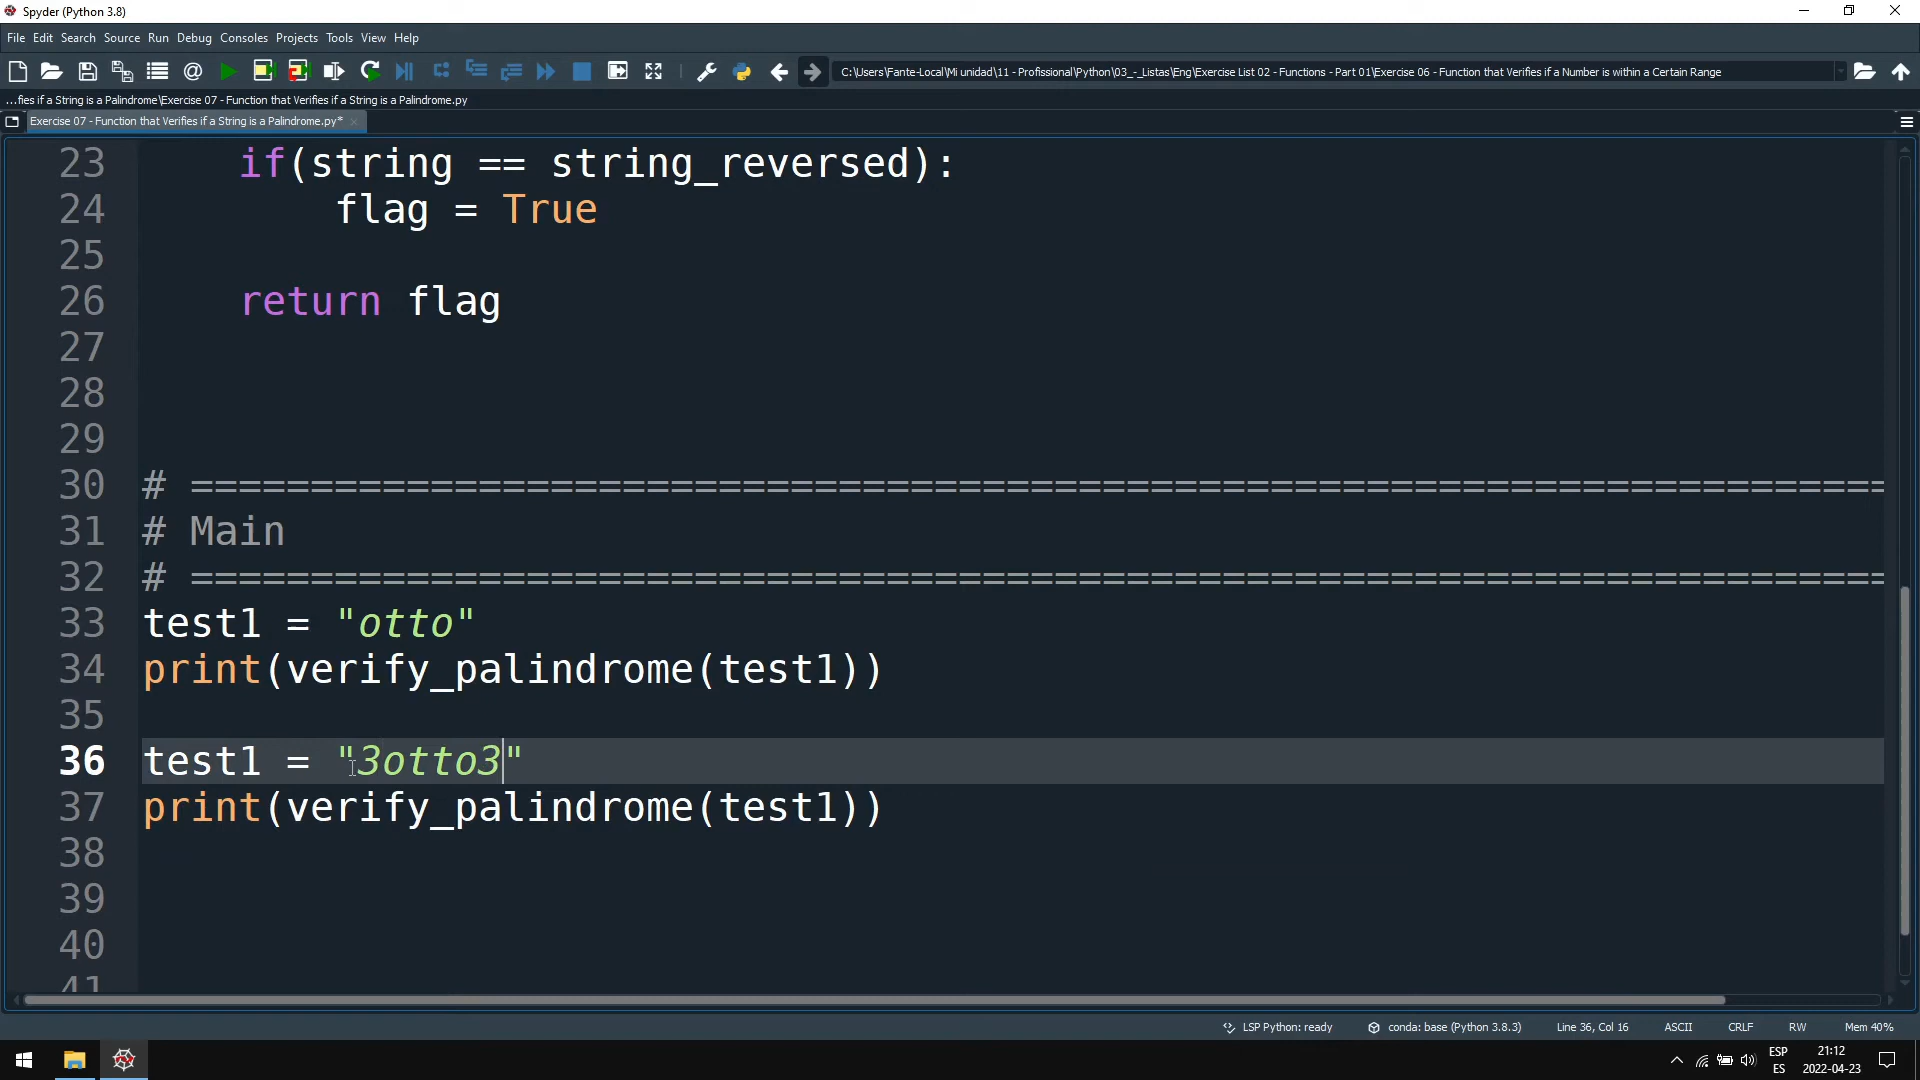 Spyder (Python 3.8)
File Edit Search Source Run Debug Consoles Projects Tools View Help
C:\Users\Fante-Local\Mi unidad\11 - Profissional\Python\03_-_Listas\Eng\Exercise List 02 - Functions - Part 01\Exercise 06 - Function that Verifies if a Number is within a Certain Range
...fies if a String is a Palindrome\Exercise 07 - Function that Verifies if a String is a Palindrome.py
Exercise 07 - Function that Verifies if a String is a Palindrome.py*
23 if(string == string_reversed):
24 flag = True
25
26 return flag
27
28
29
30 # =======================================================================
31 # Main
32 # =======================================================================
33 test1 = "otto"
34 print(verify_palindrome(test1))
35
36 test1 = "3otto3"
37 print(verify_palindrome(test1))
38
39
40
41
LSP Python: ready conda: base (Python 3.8.3) Line 36, Col 16 ASCII CRLF RW Mem 40%
ESP 21:12
ES 2022-04-23